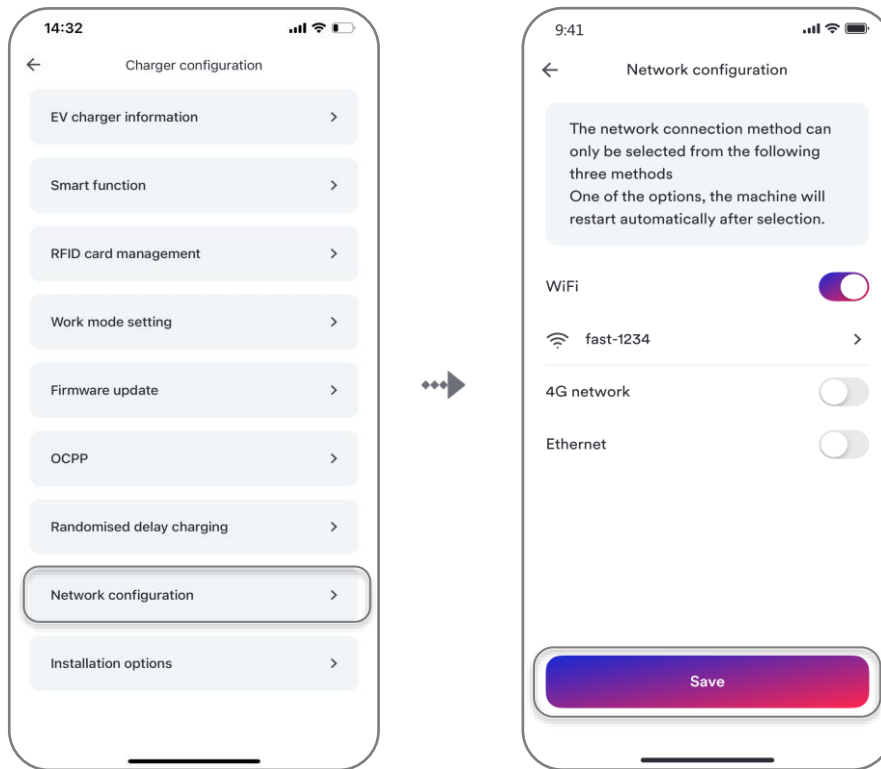 14:32
Charger configuration
EV charger information
Smart function
RFID card management
Work mode setting
Firmware update
OCPP
Randomised delay charging
Network configuration
Installation options
9:41
Network configuration
The network connection method can
only be selected from the following
three methods
One of the options, the machine will
restart automatically after selection.
WiFi
fast-1234
4G network
Ethernet
Save